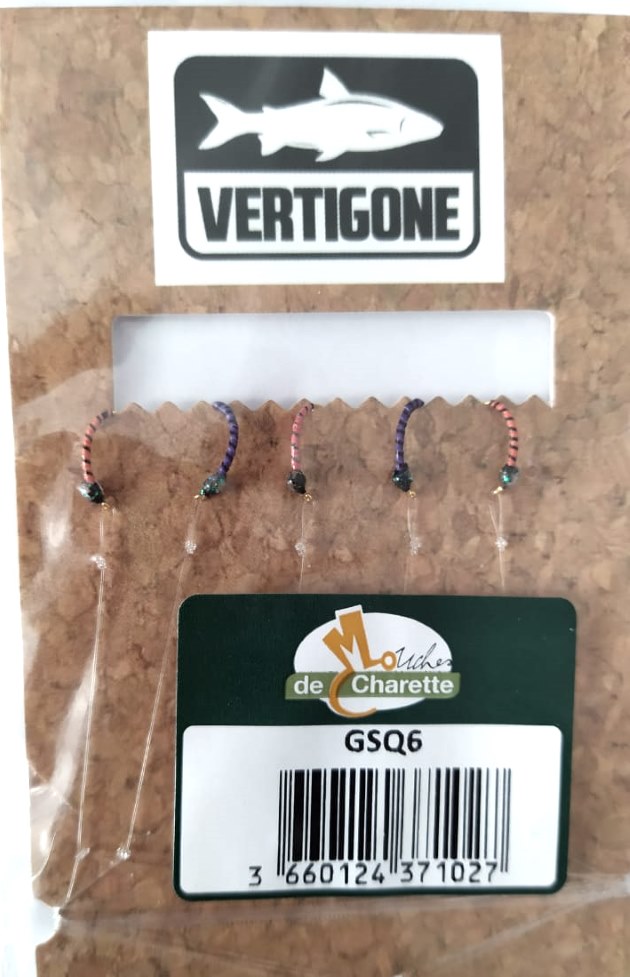 VERTIGONE
Mouches
de Charette
GSQ6
3 660124 371027